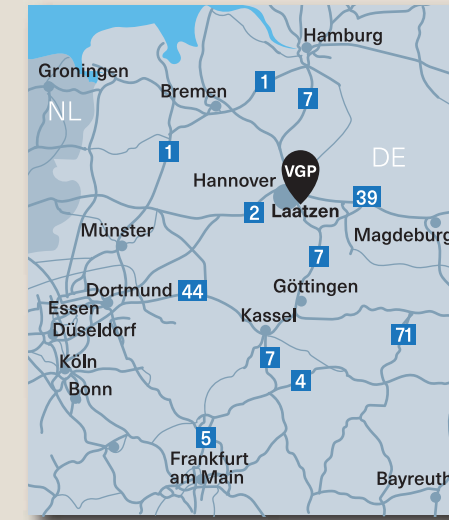 Hamburg
Groningen
1
Bremen
7
NL
1
DE
VGP
Hannover
39
2
Laatzen
Münster
Magdeburg
7
Dortmund
44
Göttingen
Essen
Kassel
Düseldorf
71
Köln
7
4
Bonn
5
Frankfurt
am Main
Bayreuth